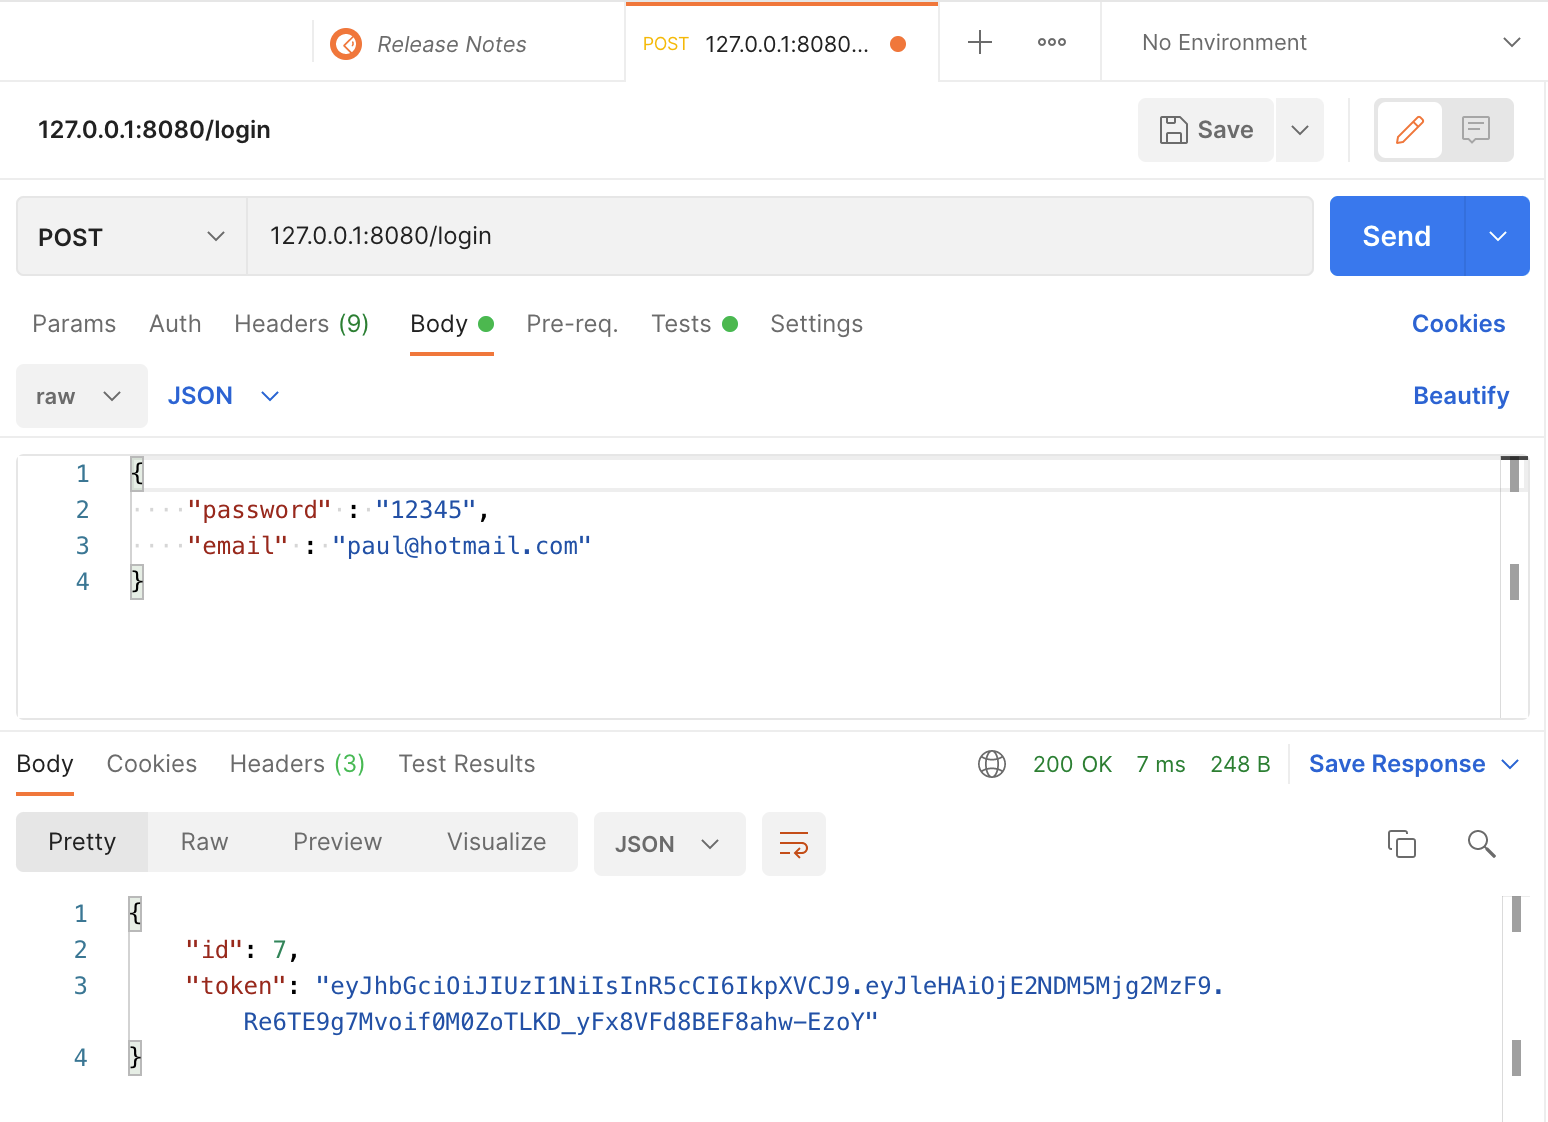 Release Notes
POST 127.0.0.1:8080...
No Environment
127.0.0.1:8080/login
Save
POST
127.0.0.1:8080/login
Send
Params Auth Headers (9) Body Pre-req. Tests Settings Cookies
raw JSON Beautify
1 {
2 "password" : "12345",
3 "email" : "paul@hotmail.com"
4 }
Body Cookies Headers (3) Test Results 200 OK 7 ms 248 B Save Response
Pretty Raw Preview Visualize JSON
1 {
2 "id": 7,
3 "token": "eyJhbGciOiJIUzI1NiIsInR5cCI6IkpXVCJ9.eyJleHAiOjE2NDM5Mjg2MzF9.
Re6TE9g7Mvoif0M0ZoTLKD_yFx8VFd8BEF8ahw-EzoY"
4 }